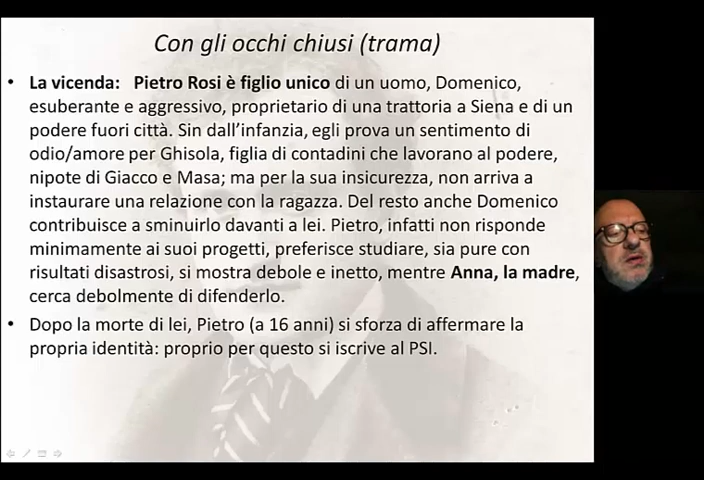 Con gli occhi chiusi (trama)
• La vicenda: Pietro Rosi è figlio unico di un uomo, Domenico,
esuberante e aggressivo, proprietario di una trattoria a Siena e di un
podere fuori città. Sin dall'infanzia, egli prova un sentimento di
odio/amore per Ghisola, figlia di contadini che lavorano al podere,
nipote di Giacco e Masa; ma per la sua insicurezza, non arriva a
instaurare una relazione con la ragazza. Del resto anche Domenico
contribuisce a sminuirlo davanti a lei. Pietro, infatti non risponde
minimamente ai suoi progetti, preferisce studiare, sia pure con
risultati disastrosi, si mostra debole e inetto, mentre Anna, la madre,
cerca debolmente di difenderlo.
• Dopo la morte di lei, Pietro (a 16 anni) si sforza di affermare la
propria identità: proprio per questo si iscrive al PSI.